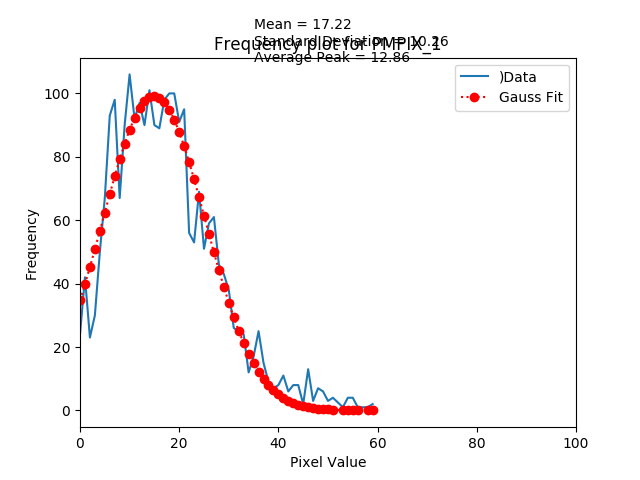 Mean = 17.22
Standard Deviation = 10.26
Frequency plot for PMPIX_1
Average Peak = 12.86
)Data
Gauss Fit
100
80
60
40
20
0
Frequency
0 20 40 60 80 100
Pixel Value